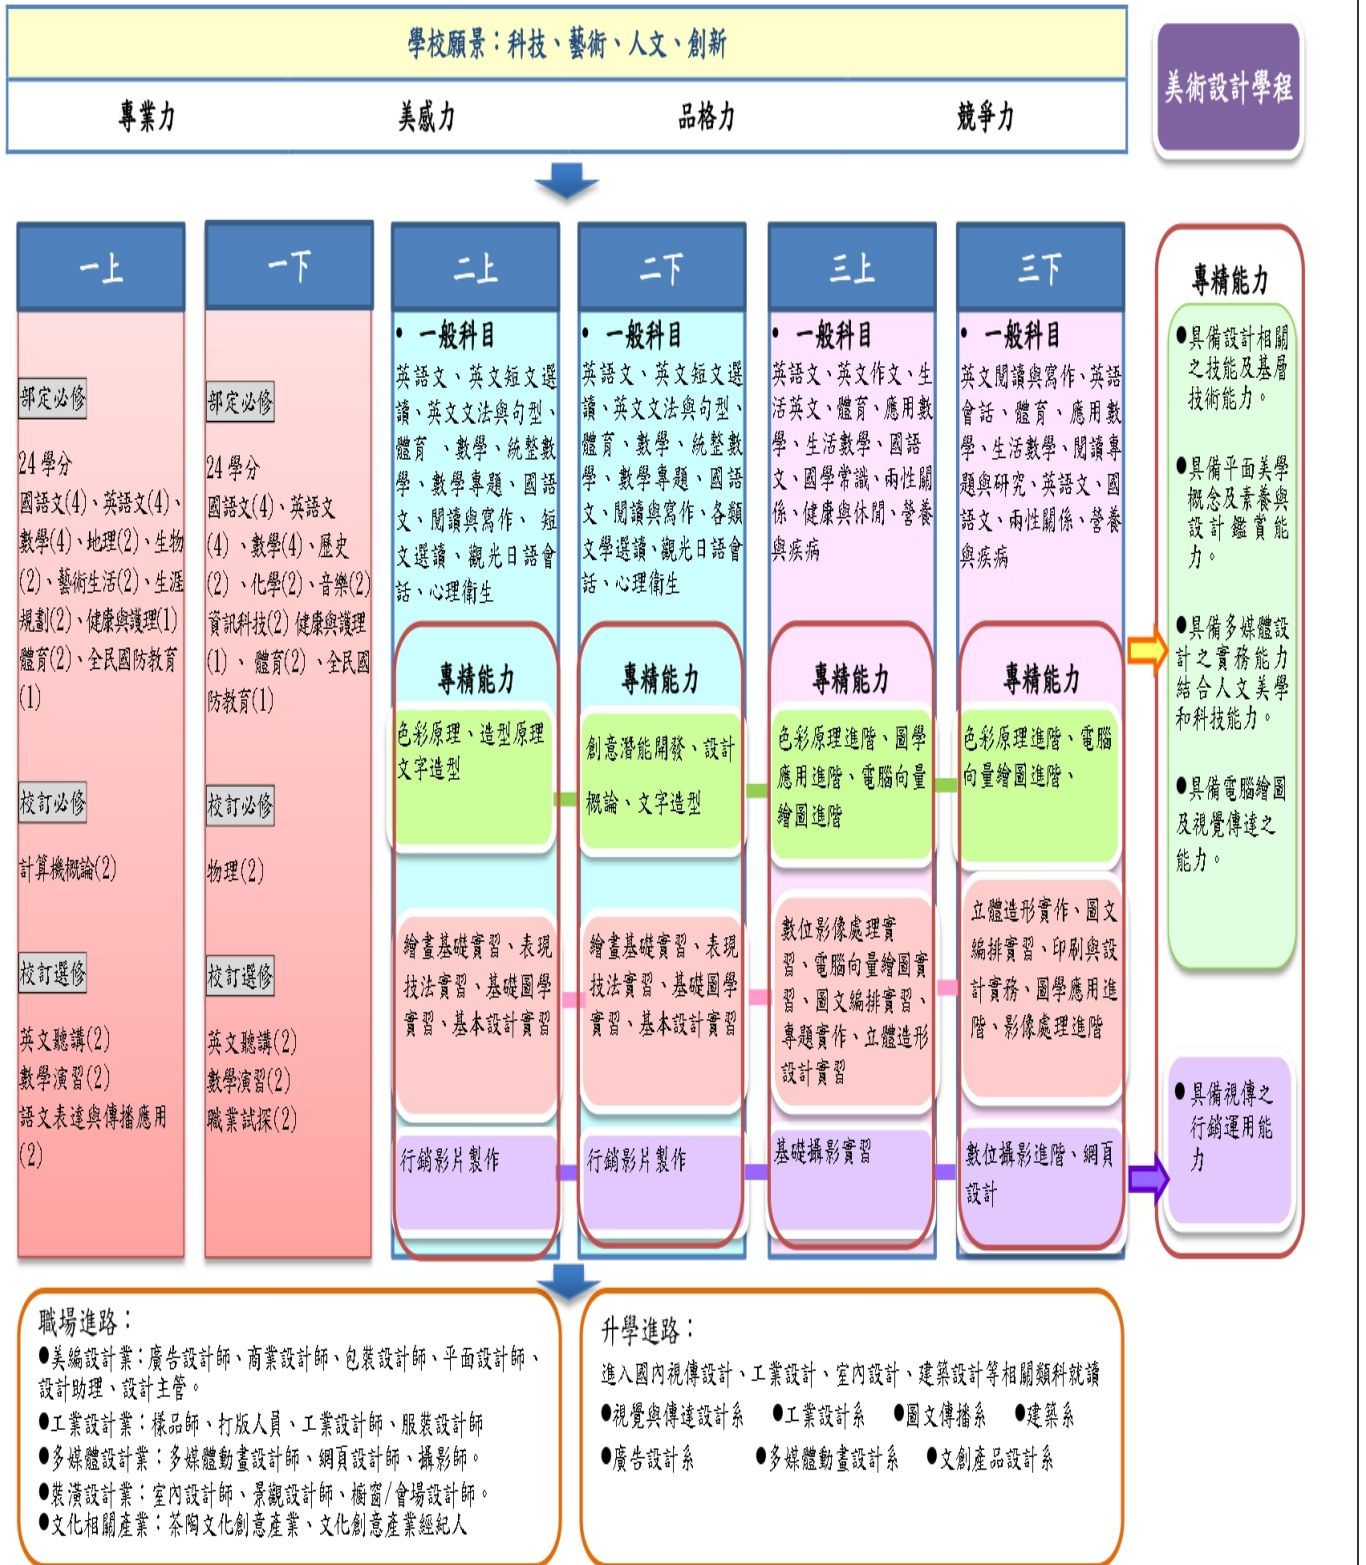 學校願景：科技、藝術、人文、創新
美術設計學程
專業力
美感力
品格力
競爭力
一上
部定必修
24 學分
國語文(4)、英語文(4)、
數學(4)、地理(2)、生物
(2)、藝術生活(2)、生涯
規劃(2)、健康與護理(1)
體育(2)、全民國防教育
(1)
校訂必修
計算機概論(2)
校訂選修
英文聽講(2)
數學演習(2)
語文表達與傳播應用
(2)
一下
部定必修
24 學分
國語文(4)、英語文
(4)、數學(4)、歷史
(2)、化學(2)、音樂(2)
資訊科技(2) 健康與護理
(1)、 體育(2)、全民國
防教育(1)
校訂必修
物理(2)
校訂選修
英文聽講(2)
數學演習(2)
職業試探(2)
二上
• 一般科目
英語文、英文短文選
讀、英文文法與句型、
體育 、數學、統整數
學、數學專題、國語
文、閱讀與寫作、 短
文選讀、觀光日語會
話、心理衛生
專精能力
色彩原理、造型原理
文字造型
繪畫基礎實習、表現
技法實習、基礎圖學
實習、基本設計實習
行銷影片製作
二下
• 一般科目
英語文、英文短文選
讀、英文文法與句型、
體育、數學、統整數
學、數學專題、國語
文、閱讀與寫作、各類
文學選讀、觀光日語會
話、心理衛生
專精能力
創意潛能開發、設計
概論、文字造型
繪畫基礎實習、表現
技法實習、基礎圖學
實習、基本設計實習
行銷影片製作
三上
• 一般科目
英語文、英文作文、生
活英文、體育、應用數
學、生活數學、國語
文、國學常識、兩性關
係、健康與休閒、營養
與疾病
專精能力
色彩原理進階、圖學
應用進階、電腦向量
繪圖進階
數位影像處理實
習、電腦向量繪圖實
習、圖文編排實習、
專題實作、立體造形
設計實習
基礎攝影實習
三下
• 一般科目
英文閱讀與寫作、英語
會話、體育、應用數
學、生活數學、閱讀專
題與研究、英語文、國
語文、兩性關係、營養
與疾病
專精能力
色彩原理進階、電腦
向量繪圖進階、
立體造形實作、圖文
編排實習、印刷與設
計實務、圖學應用進
階、影像處理進階
數位攝影進階、網頁
設計
專精能力
●具備設計相關
之技能及基層
技術能力。
●具備平面美學
概念及素養與
設計鑑賞能
力。
●具備多媒體設
計之實務能力
結合人文美學
和科技能力。
●具備電腦繪圖
及視覺傳達之
能力。
● 具備視傳之
行銷運用能
力
職場進路：
●美編設計業：廣告設計師、商業設計師、包裝設計師、平面設計師、
設計助理、設計主管。
●工業設計業：樣品師、打版人員、工業設計師、服裝設計師
●多媒體設計業：多媒體動畫設計師、網頁設計師、攝影師。
●裝潢設計業：室內設計師、景觀設計師、櫥窗/會場設計師。
●文化相關產業：茶陶文化創意產業、文化創意產業經紀人
升學進路：
進入國內視傳設計、工業設計、室內設計、建築設計等相關類科就讀
●視覺與傳達設計系 ●工業設計系 ●圖文傳播系 ●建築系
●廣告設計系 ●多媒體動畫設計系 ●文創產品設計系